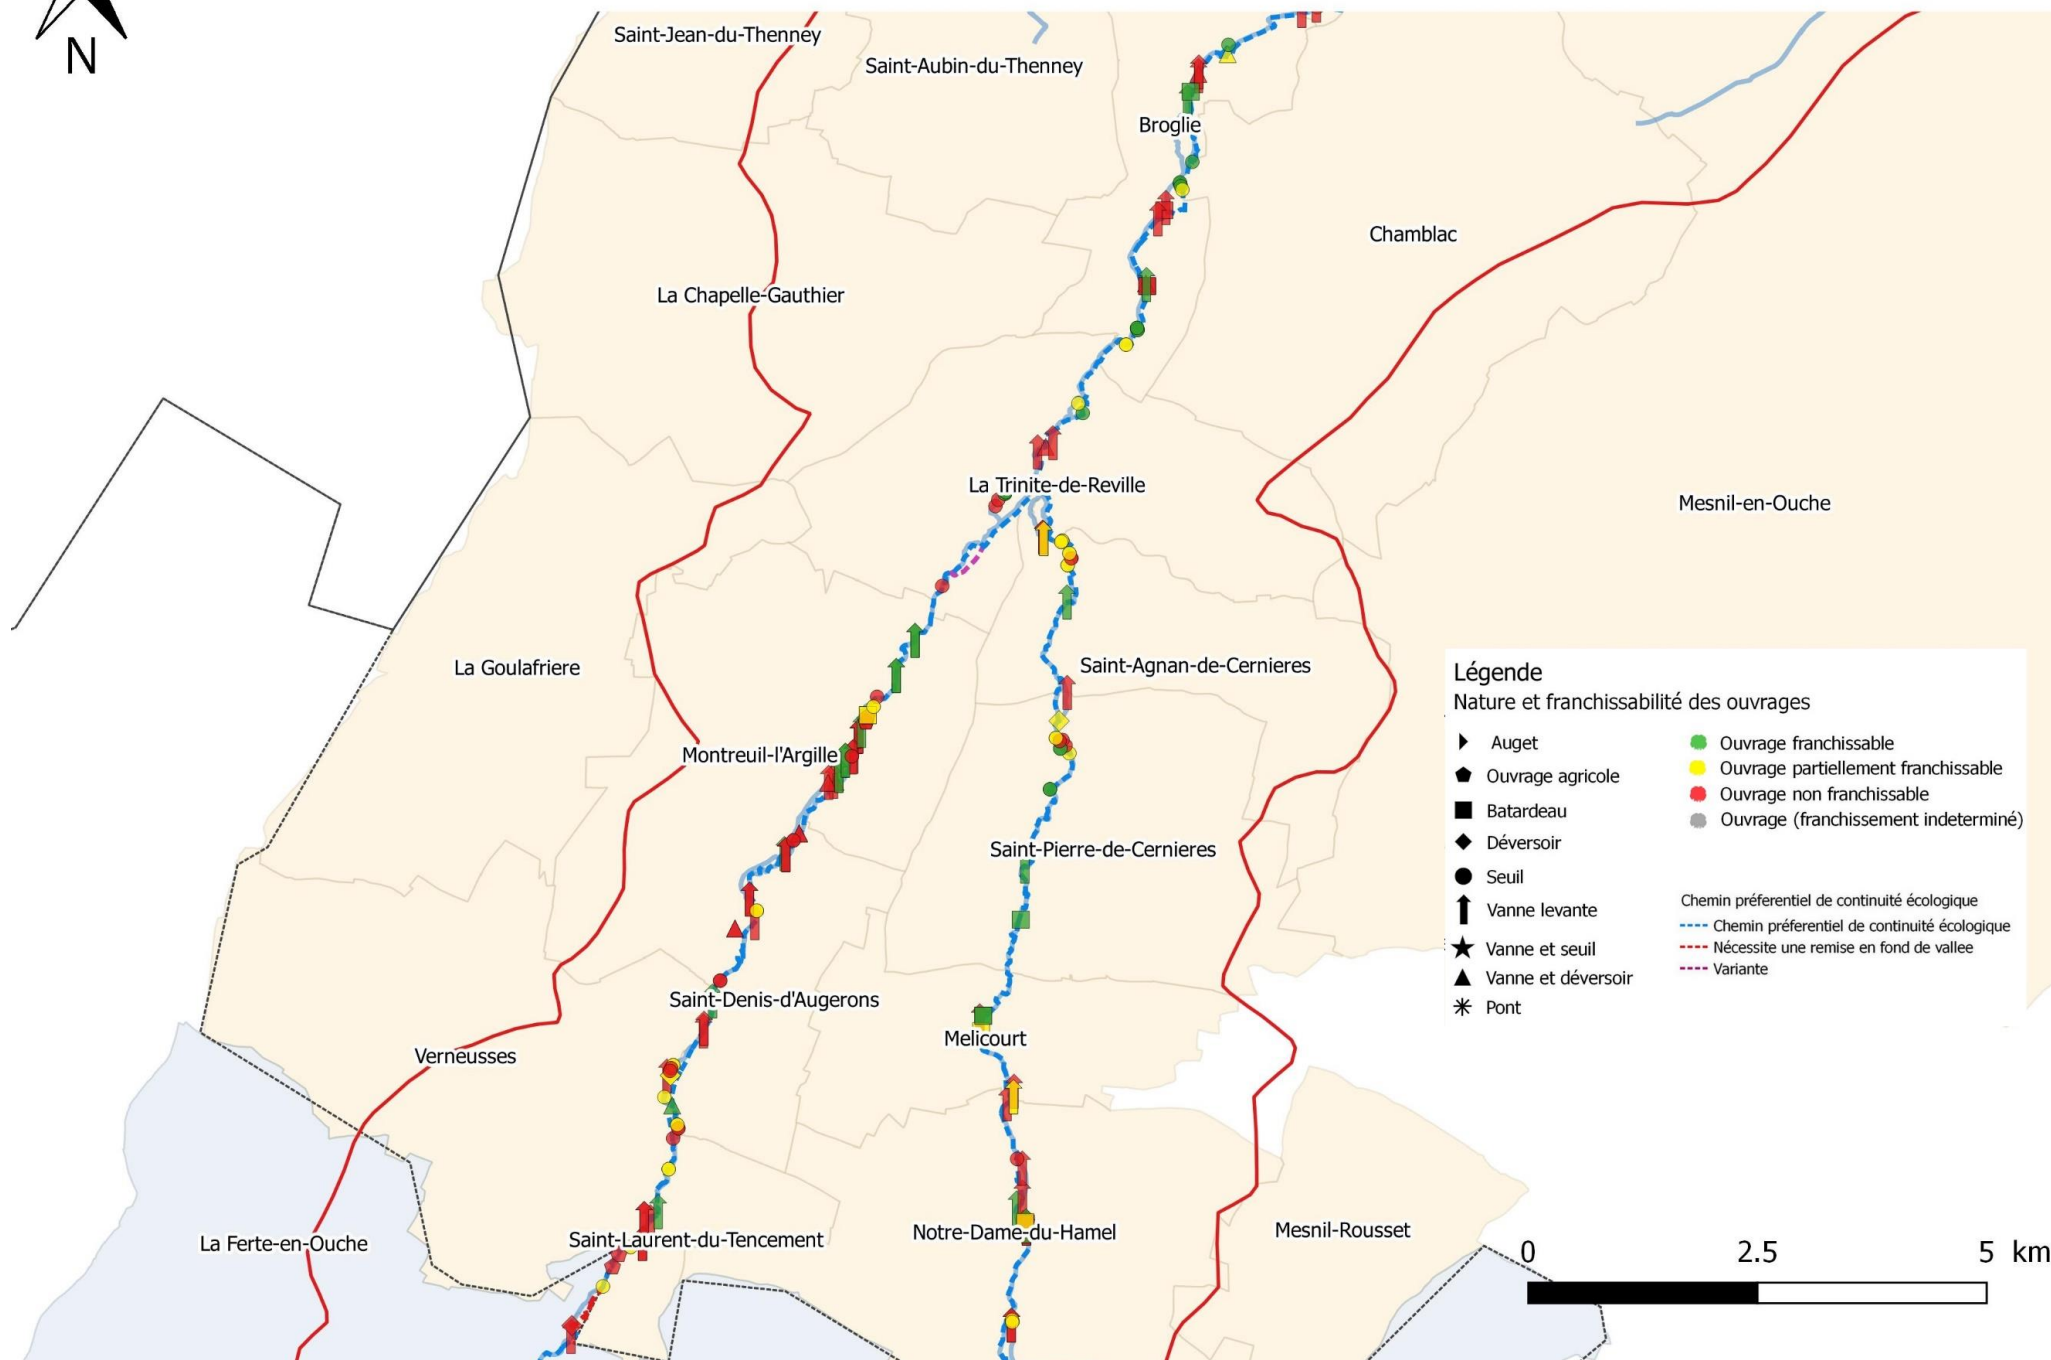 N
Saint-Jean-du-Thenney
Saint-Aubin-du-Thenney
Broglie
Chamblac
La Chapelle-Gauthier
La Trinite-de-Reville
Mesnil-en-Ouche
La Goulafriere
Saint-Agnan-de-Cernieres
Montreuil-l'Argille
Saint-Pierre-de-Cernieres
Saint-Denis-d'Augerons
Melicourt
Verneusses
La Ferte-en-Ouche
Saint-Laurent-du-Tencement
Notre-Dame-du-Hamel
Mesnil-Rousset
Légende
Nature et franchissabilité des ouvrages
Auget
Ouvrage agricole
Batardeau
Déversoir
Seuil
Vanne levante
Vanne et seuil
Vanne et déversoir
Pont
Ouvrage franchissable
Ouvrage partiellement franchissable
Ouvrage non franchissable
Ouvrage (franchissement indeterminé)
Chemin préferentiel de continuité écologique
Chemin préferentiel de continuité écologique
Nécessite une remise en fond de vallee
Variante
0 2.5 5 km